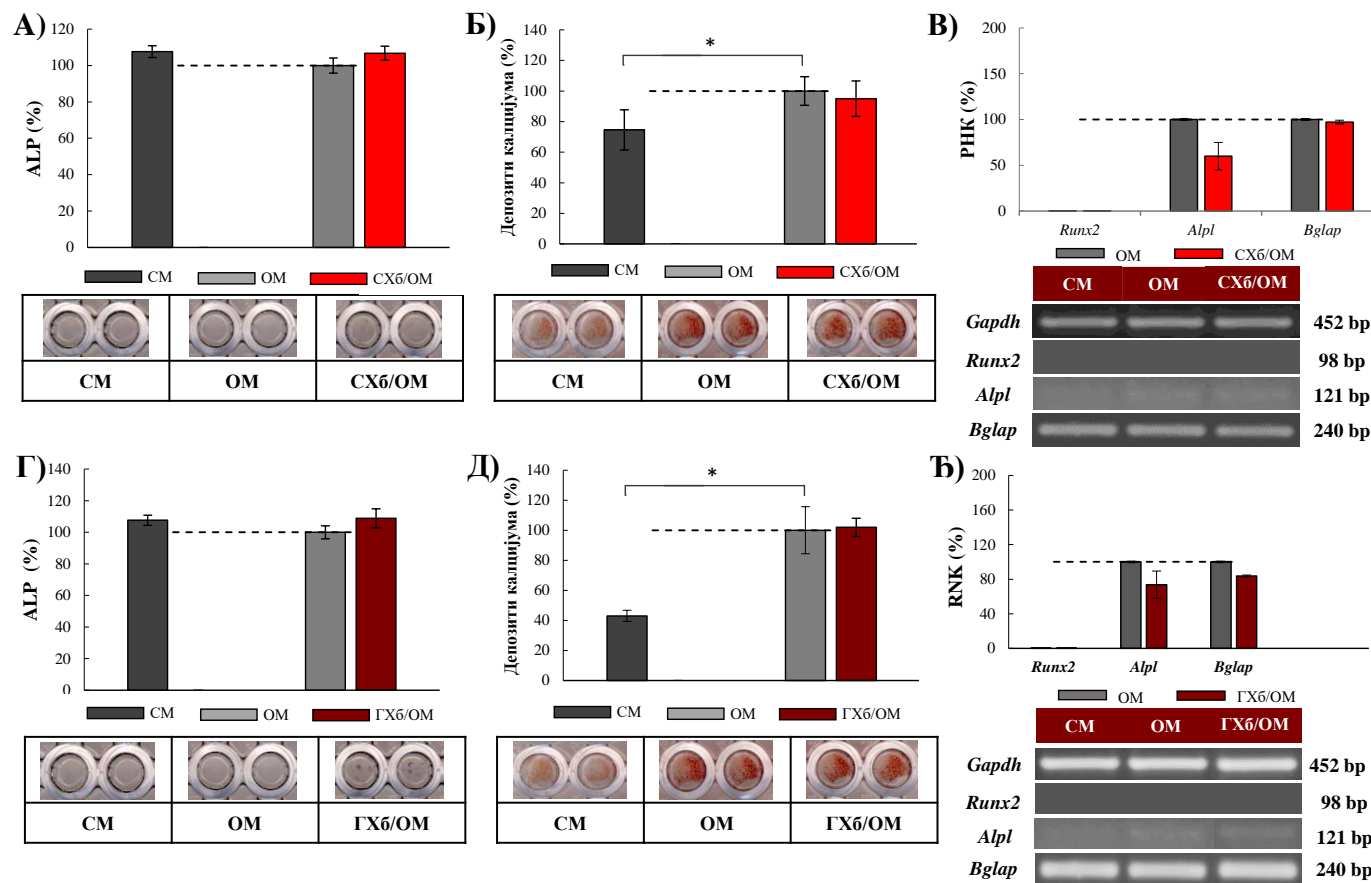 А)
ALP (%)
120
100
80
60
40
20
0
СМ ОМ СХб/ОМ
СМ ОМ СХб/ОМ
Б)
Депозити калцијума (%)
140
120
100
80
60
40
20
0
*
СМ ОМ СХб/ОМ
СМ ОМ СХб/ОМ
В)
РНК (%)
200
150
100
50
0
Runx2 Alpl Bglap
ОМ СХб/ОМ
СМ ОМ СХб/ОМ
Gapdh 452 bp
Runx2 98 bp
Alpl 121 bp
Bglap 240 bp
Г)
ALP (%)
140
120
100
80
60
40
20
0
СМ ОМ ГХб/ОМ
СМ ОМ ГХб/ОМ
Д)
Депозити калцијума (%)
140
120
100
80
60
40
20
0
*
СМ ОМ ГХб/ОМ
СМ ОМ ГХб/ОМ
Ђ)
RNK (%)
200
160
120
80
40
0
Runx2 Alpl Bglap
ОМ ГХб/ОМ
СМ ОМ ГХб/ОМ
Gapdh 452 bp
Runx2 98 bp
Alpl 121 bp
Bglap 240 bp